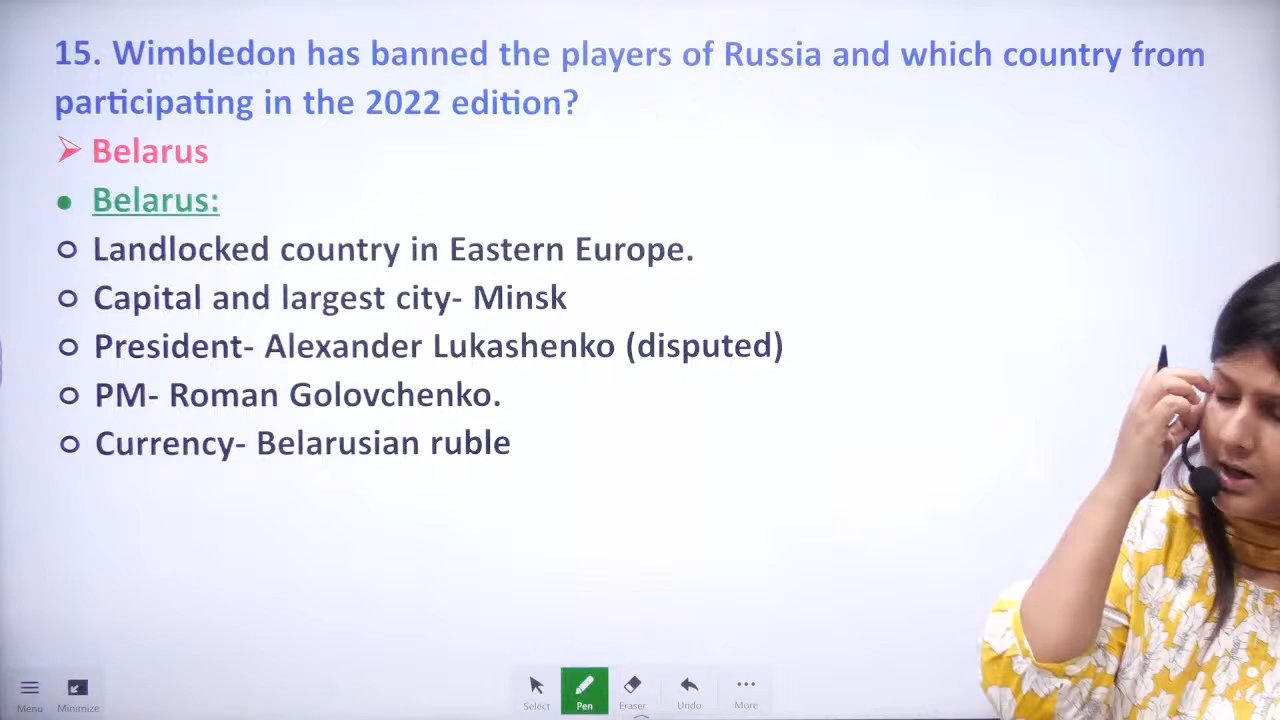 15. Wimbledon has banned the players of Russia and which country from
participating in the 2022 edition?
Belarus
Belarus:
Landlocked country in Eastern Europe.
Capital and largest city- Minsk
President- Alexander Lukashenko (disputed)
PM- Roman Golovchenko.
Currency- Belarusian ruble
Menu
Minimize
Select
Pen
Eraser
Undo
More